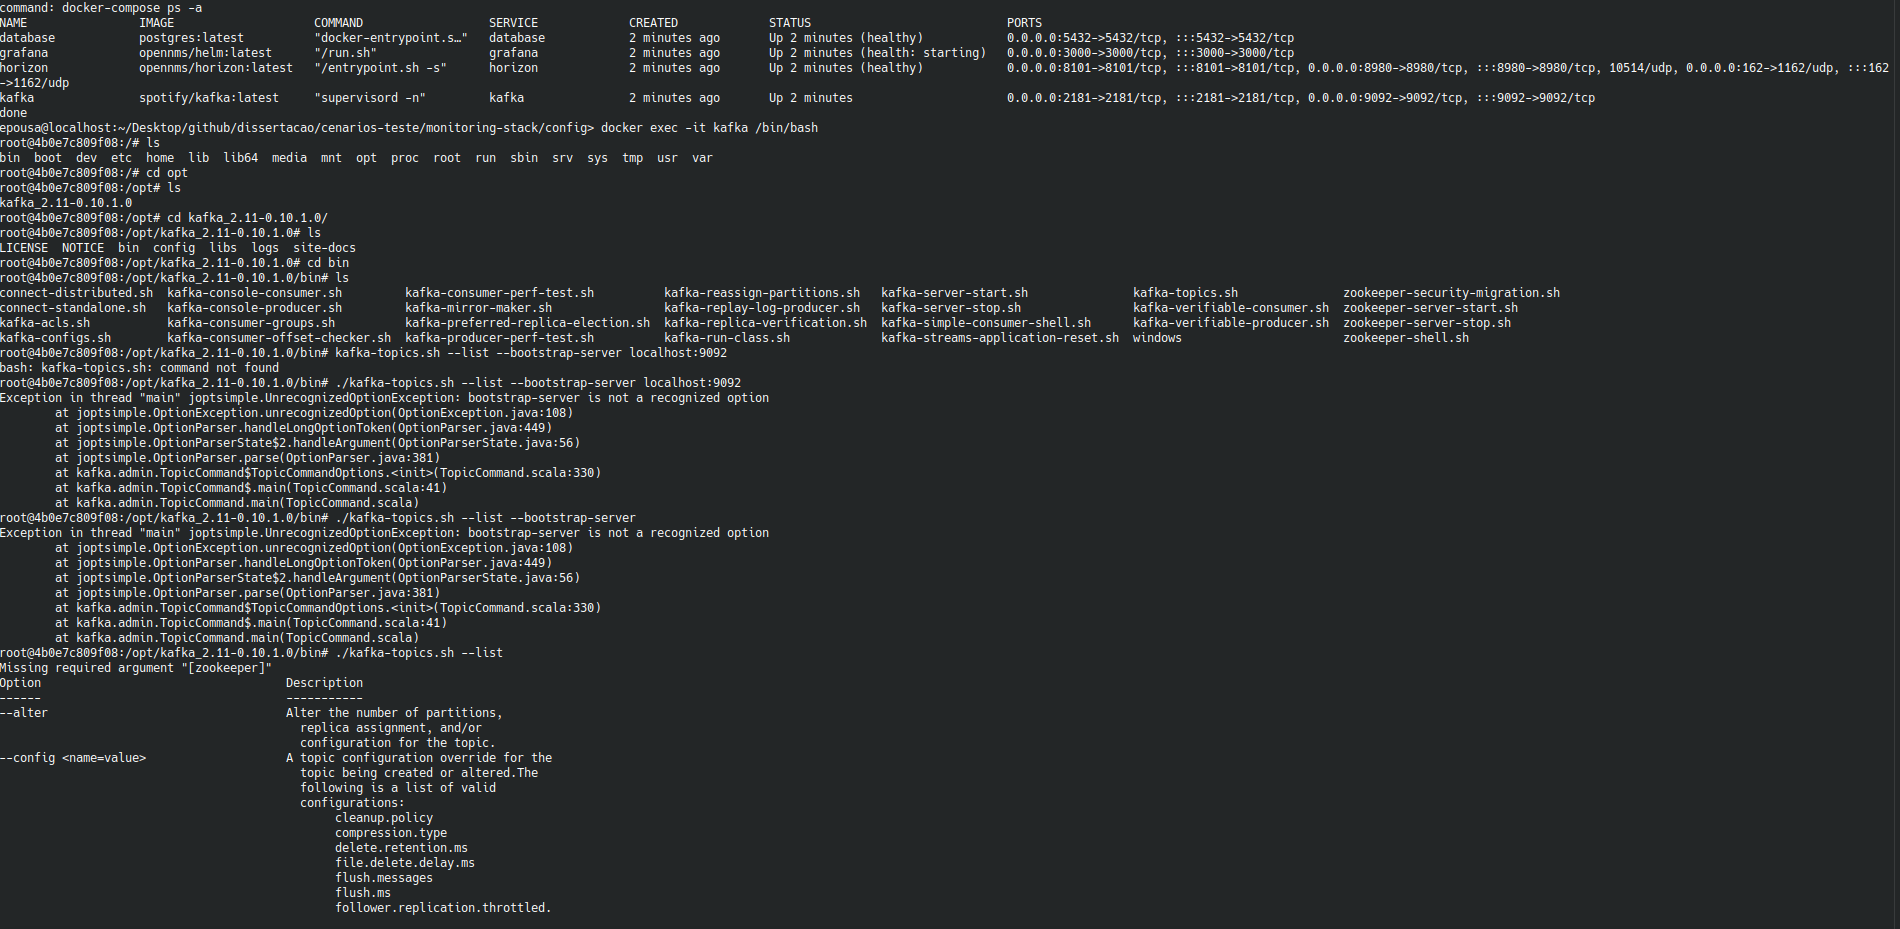 command: docker-compose ps -a
NAME                IMAGE                    COMMAND                  SERVICE             CREATED             STATUS                            PORTS
database            postgres:latest          "docker-entrypoint.s…"   database            2 minutes ago       Up 2 minutes (healthy)            0.0.0.0:5432->5432/tcp, :::5432->5432/tcp
grafana             opennms/helm:latest      "/run.sh"                grafana             2 minutes ago       Up 2 minutes (health: starting)   0.0.0.0:3000->3000/tcp, :::3000->3000/tcp
horizon             opennms/horizon:latest   "/entrypoint.sh -s"      horizon             2 minutes ago       Up 2 minutes (healthy)            0.0.0.0:8101->8101/tcp, :::8101->8101/tcp, 0.0.0.0:8980->8980/tcp, :::8980->8980/tcp, 10514/udp, 0.0.0.0:162->1162/udp, :::162
->1162/udp
kafka               spotify/kafka:latest     "supervisord -n"         kafka               2 minutes ago       Up 2 minutes                      0.0.0.0:2181->2181/tcp, :::2181->2181/tcp, 0.0.0.0:9092->9092/tcp, :::9092->9092/tcp
done
epousa@localhost:~/Desktop/github/dissertacao/cenarios-teste/monitoring-stack/config> docker exec -it kafka /bin/bash
root@4b0e7c809f08:/# ls
bin  boot  dev  etc  home  lib  lib64  media  mnt  opt  proc  root  run  sbin  srv  sys  tmp  usr  var
root@4b0e7c809f08:/# cd opt
root@4b0e7c809f08:/opt# ls
kafka_2.11-0.10.1.0
root@4b0e7c809f08:/opt# cd kafka_2.11-0.10.1.0/
root@4b0e7c809f08:/opt/kafka_2.11-0.10.1.0# ls
LICENSE  NOTICE  bin  config  libs  logs  site-docs
root@4b0e7c809f08:/opt/kafka_2.11-0.10.1.0# cd bin
root@4b0e7c809f08:/opt/kafka_2.11-0.10.1.0/bin# ls
connect-distributed.sh  kafka-console-consumer.sh         kafka-consumer-perf-test.sh          kafka-reassign-partitions.sh   kafka-server-start.sh               kafka-topics.sh               zookeeper-security-migration.sh
connect-standalone.sh   kafka-console-producer.sh         kafka-mirror-maker.sh                kafka-replay-log-producer.sh   kafka-server-stop.sh                kafka-verifiable-consumer.sh  zookeeper-server-start.sh
kafka-acls.sh           kafka-consumer-groups.sh          kafka-preferred-replica-election.sh  kafka-replica-verification.sh  kafka-simple-consumer-shell.sh      kafka-verifiable-producer.sh  zookeeper-server-stop.sh
kafka-configs.sh        kafka-consumer-offset-checker.sh  kafka-producer-perf-test.sh          kafka-run-class.sh             kafka-streams-application-reset.sh  windows                       zookeeper-shell.sh
root@4b0e7c809f08:/opt/kafka_2.11-0.10.1.0/bin# kafka-topics.sh --list --bootstrap-server localhost:9092
bash: kafka-topics.sh: command not found
root@4b0e7c809f08:/opt/kafka_2.11-0.10.1.0/bin# ./kafka-topics.sh --list --bootstrap-server localhost:9092
Exception in thread "main" joptsimple.UnrecognizedOptionException: bootstrap-server is not a recognized option
        at joptsimple.OptionException.unrecognizedOption(OptionException.java:108)
        at joptsimple.OptionParser.handleLongOptionToken(OptionParser.java:449)
        at joptsimple.OptionParserState$2.handleArgument(OptionParserState.java:56)
        at joptsimple.OptionParser.parse(OptionParser.java:381)
        at kafka.admin.TopicCommand$TopicCommandOptions.<init>(TopicCommand.scala:330)
        at kafka.admin.TopicCommand$.main(TopicCommand.scala:41)
        at kafka.admin.TopicCommand.main(TopicCommand.scala)
root@4b0e7c809f08:/opt/kafka_2.11-0.10.1.0/bin# ./kafka-topics.sh --list --bootstrap-server
Exception in thread "main" joptsimple.UnrecognizedOptionException: bootstrap-server is not a recognized option
        at joptsimple.OptionException.unrecognizedOption(OptionException.java:108)
        at joptsimple.OptionParser.handleLongOptionToken(OptionParser.java:449)
        at joptsimple.OptionParserState$2.handleArgument(OptionParserState.java:56)
        at joptsimple.OptionParser.parse(OptionParser.java:381)
        at kafka.admin.TopicCommand$TopicCommandOptions.<init>(TopicCommand.scala:330)
        at kafka.admin.TopicCommand$.main(TopicCommand.scala:41)
        at kafka.admin.TopicCommand.main(TopicCommand.scala)
root@4b0e7c809f08:/opt/kafka_2.11-0.10.1.0/bin# ./kafka-topics.sh --list
Missing required argument "[zookeeper]"
Option                                   Description
------                                   -----------
--alter                                  Alter the number of partitions,
                                           replica assignment, and/or
                                           configuration for the topic.
--config <name=value>                    A topic configuration override for the
                                           topic being created or altered.The
                                           following is a list of valid
                                           configurations:
                                                cleanup.policy
                                                compression.type
                                                delete.retention.ms
                                                file.delete.delay.ms
                                                flush.messages
                                                flush.ms
                                                follower.replication.throttled.